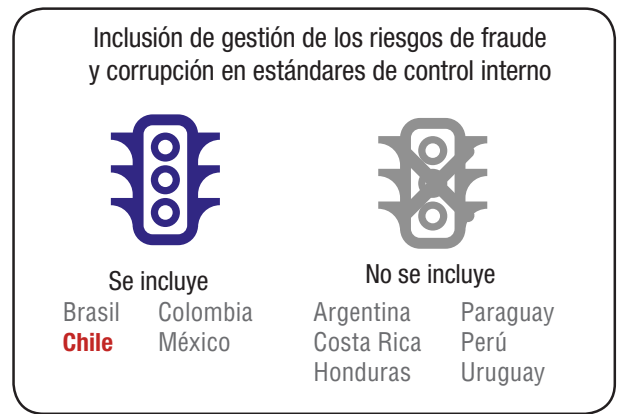 Inclusión de gestión de los riesgos de fraude
y corrupción en estándares de control interno
Se incluye
Brasil Colombia
Chile México
No se incluye
Argentina Paraguay
Costa Rica Perú
Honduras Uruguay